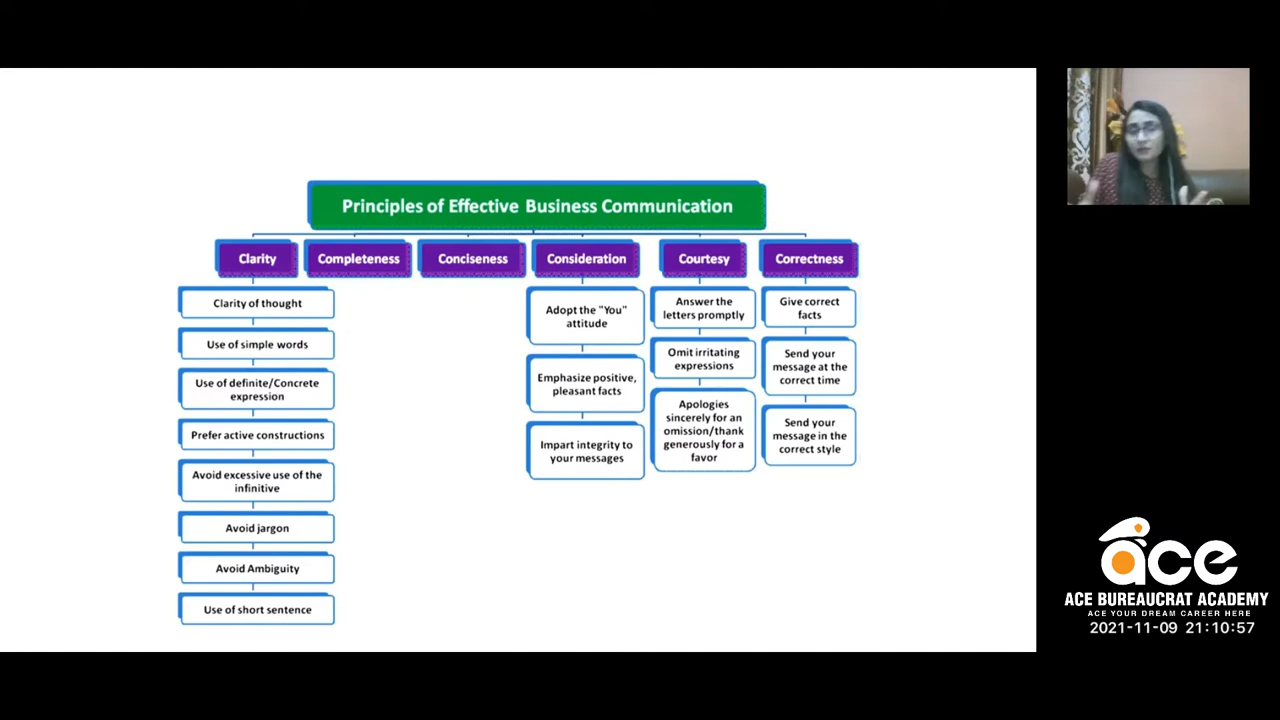 Principles of Effective Business Communication
Clarity
Completeness
Conciseness
Consideration
Courtesy
Correctness
Clarity of thought
Use of simple words
Use of definite/Concrete
expression
Prefer active constructions
Avoid excessive use of the
infinitive
Avoid jargon
Avoid Ambiguity
Use of short sentence
Adopt the "You"
attitude
Emphasize positive,
pleasant facts
Impart integrity to
your messages
Answer the
letters promptly
Omit irritating
expressions
Apologies
sincerely for an
omission/thank
generously for a
favor
Give correct
facts
Send your
message at the
correct time
Send your
message in the
correct style
ace
ACE BUREAUCRAT ACADEMY
ACE YOUR DREAM CAREER HERE
2021-11-09 21:10:57